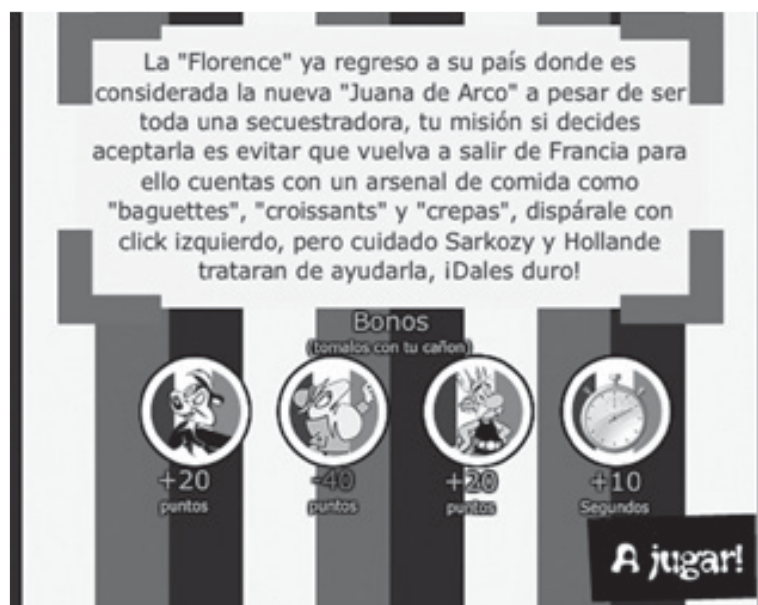 La "Florence" ya regreso a su país donde es
considerada la nueva "Juana de Arco" a pesar de ser
toda una secuestradora, tu misión si decides
aceptarla es evitar que vuelva a salir de Francia para
ello cuentas con un arsenal de comida como
"baguettes", "croissants" y "crepas", dispárale con
click izquierdo, pero cuidado Sarkozy y Hollande
trataran de ayudarla, ¡Dales duro!
Bonos
(tomalos con tu cañon)
+20 -40 +20 +10
puntos puntos puntos Segundos
A jugar!